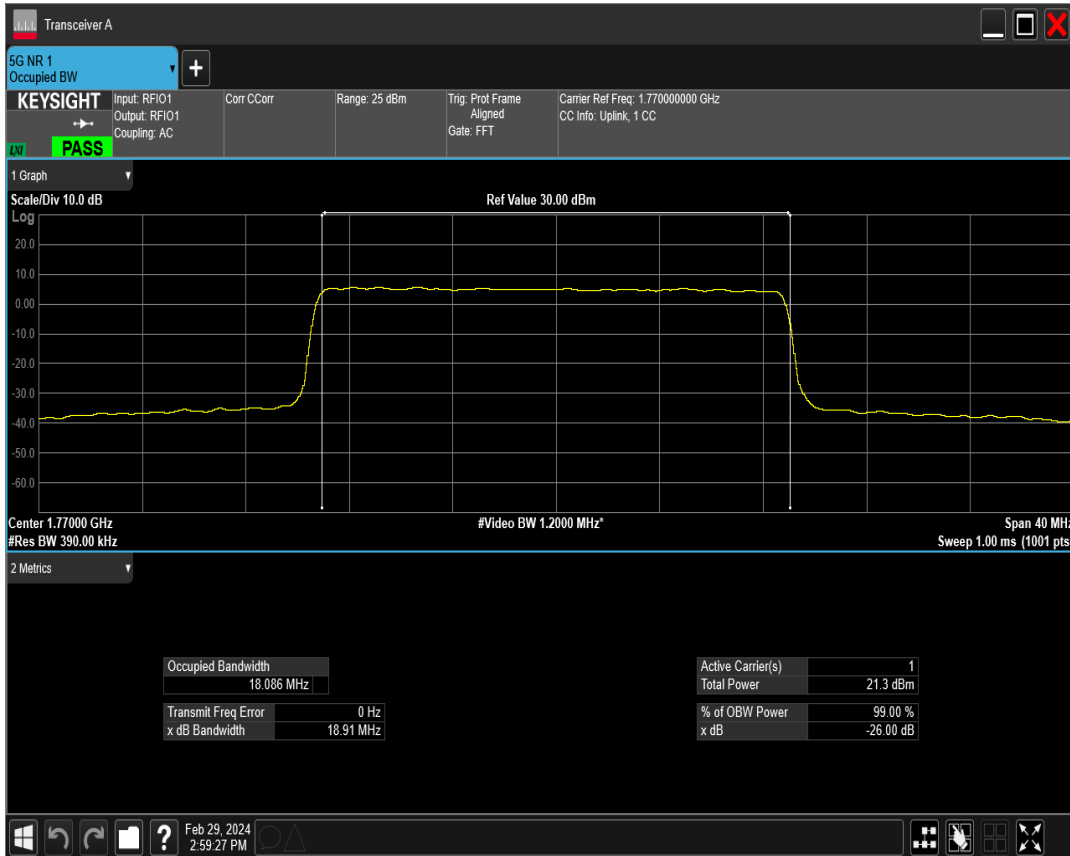 Transceiver A
5G NR 1
Occupied BW
KEYSIGHT
LXI
PASS
Input: RFIO1
Output: RFIO1
Coupling: AC
Corr CCorr
Range: 25 dBm
Trig: Prot Frame
Aligned
Gate: FFT
Carrier Ref Freq: 1.770000000 GHz
CC Info: Uplink, 1 CC
1 Graph
Scale/Div 10.0 dB
Ref Value 30.00 dBm
Log
20.0
10.0
0.00
-10.0
-20.0
-30.0
-40.0
-50.0
-60.0
Center 1.77000 GHz
#Video BW 1.2000 MHz*
Span 40 MHz
#Res BW 390.00 kHz
Sweep 1.00 ms (1001 pts
2 Metrics
Occupied Bandwidth
18.086 MHz
Transmit Freq Error 0 Hz
x dB Bandwidth 18.91 MHz
Active Carrier(s) 1
Total Power 21.3 dBm
% of OBW Power 99.00 %
x dB -26.00 dB
?
Feb 29, 2024
2:59:27 PM